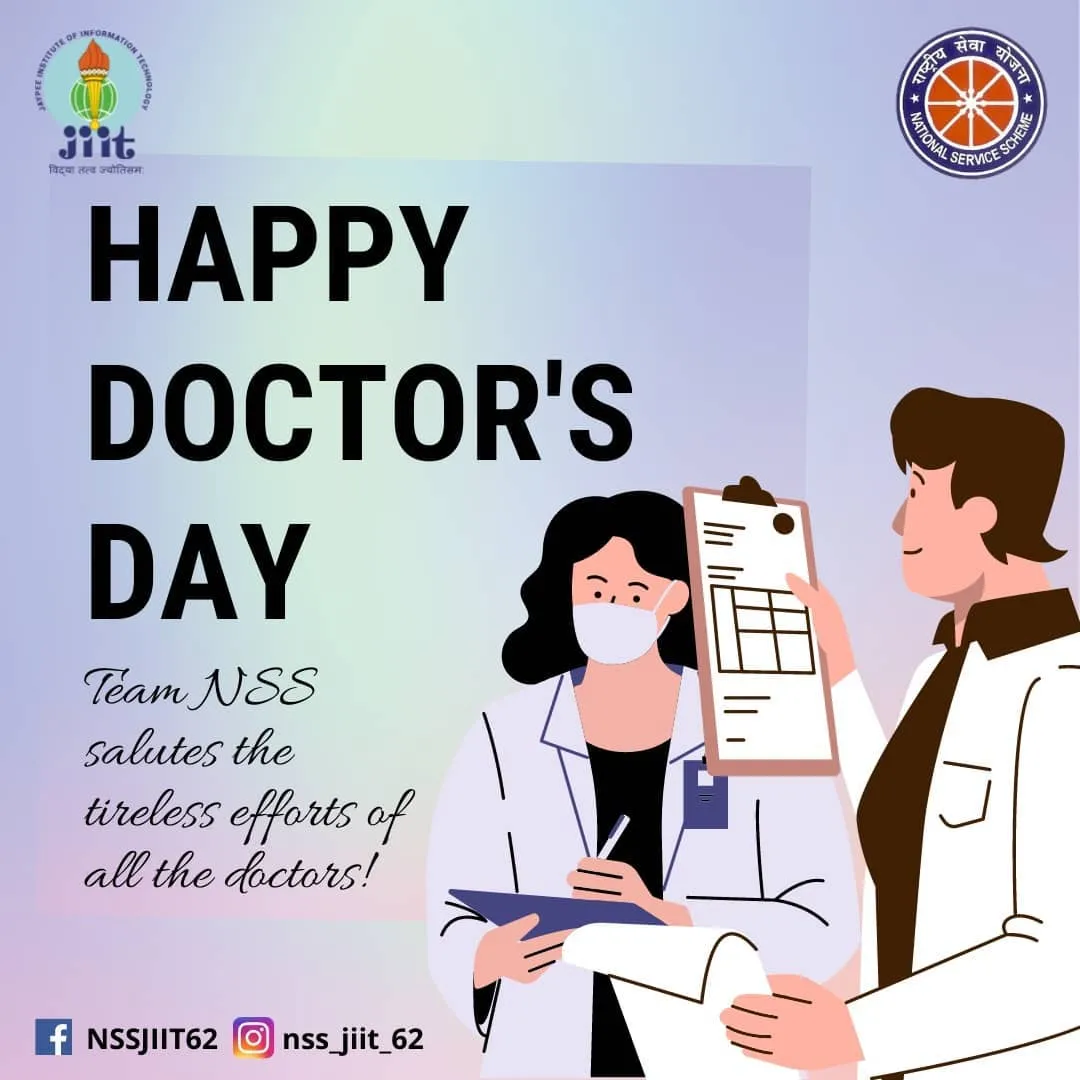 JAYPEE INSTITUTE OF INFORMATION TECHNOLOGY
jiit
विद्या तत्व ज्योतिसमः
राष्ट्रीय सेवा योजना
NATIONAL SERVICE SCHEME
HAPPY
DOCTOR'S
DAY
Team NSS
salutes the
tireless efforts of
all the doctors!
NSSJIIT62
nss_jiit_62